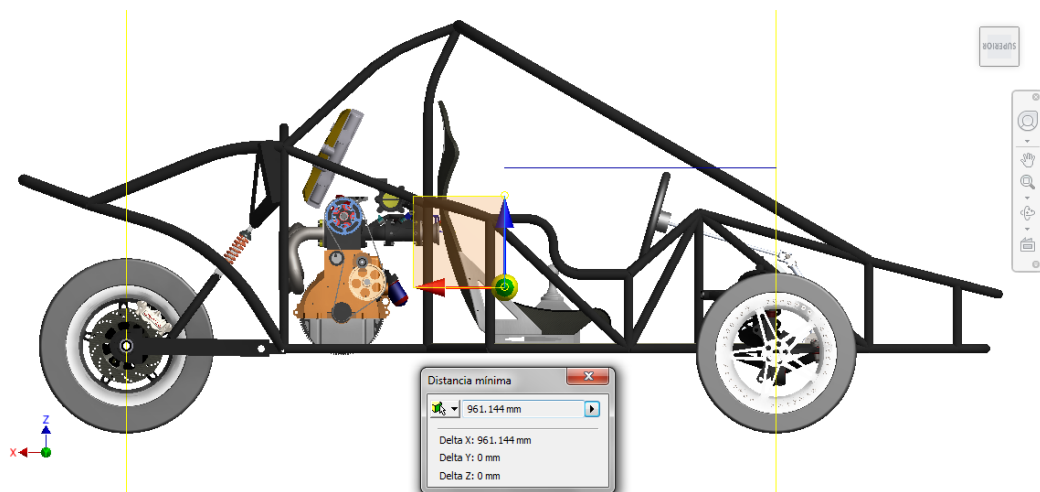 SUPERIOR
Distancia mínima
961.144 mm
Delta X: 961.144 mm
Delta Y: 0 mm
Delta Z: 0 mm
Z
X